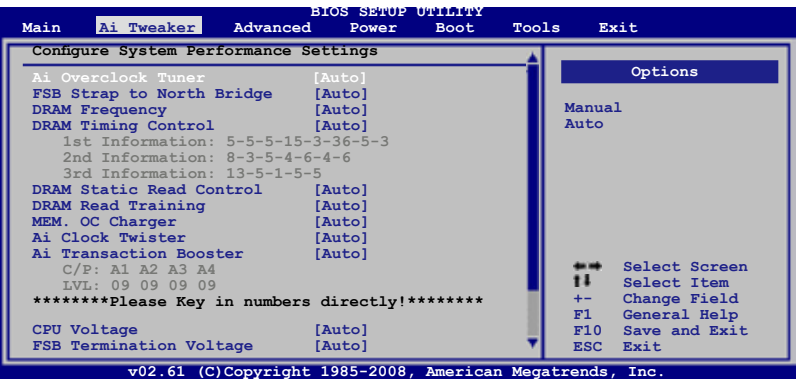 BIOS SETUP UTILITY
Main Ai Tweaker Advanced Power Boot Tools Exit
Configure System Performance Settings
Ai Overclock Tuner [Auto]
FSB Strap to North Bridge [Auto]
DRAM Frequency [Auto]
DRAM Timing Control [Auto]
1st Information: 5-5-5-15-3-36-5-3
2nd Information: 8-3-5-4-6-4-6
3rd Information: 13-5-1-5-5
DRAM Static Read Control [Auto]
DRAM Read Training [Auto]
MEM. OC Charger [Auto]
Ai Clock Twister [Auto]
Ai Transaction Booster [Auto]
C/P: A1 A2 A3 A4
LVL: 09 09 09 09
********Please Key in numbers directly!********
CPU Voltage [Auto]
FSB Termination Voltage [Auto]
Options
Manual
Auto
←→ Select Screen
↑↓ Select Item
+- Change Field
F1 General Help
F10 Save and Exit
ESC Exit
v02.61 (C)Copyright 1985-2008, American Megatrends, Inc.